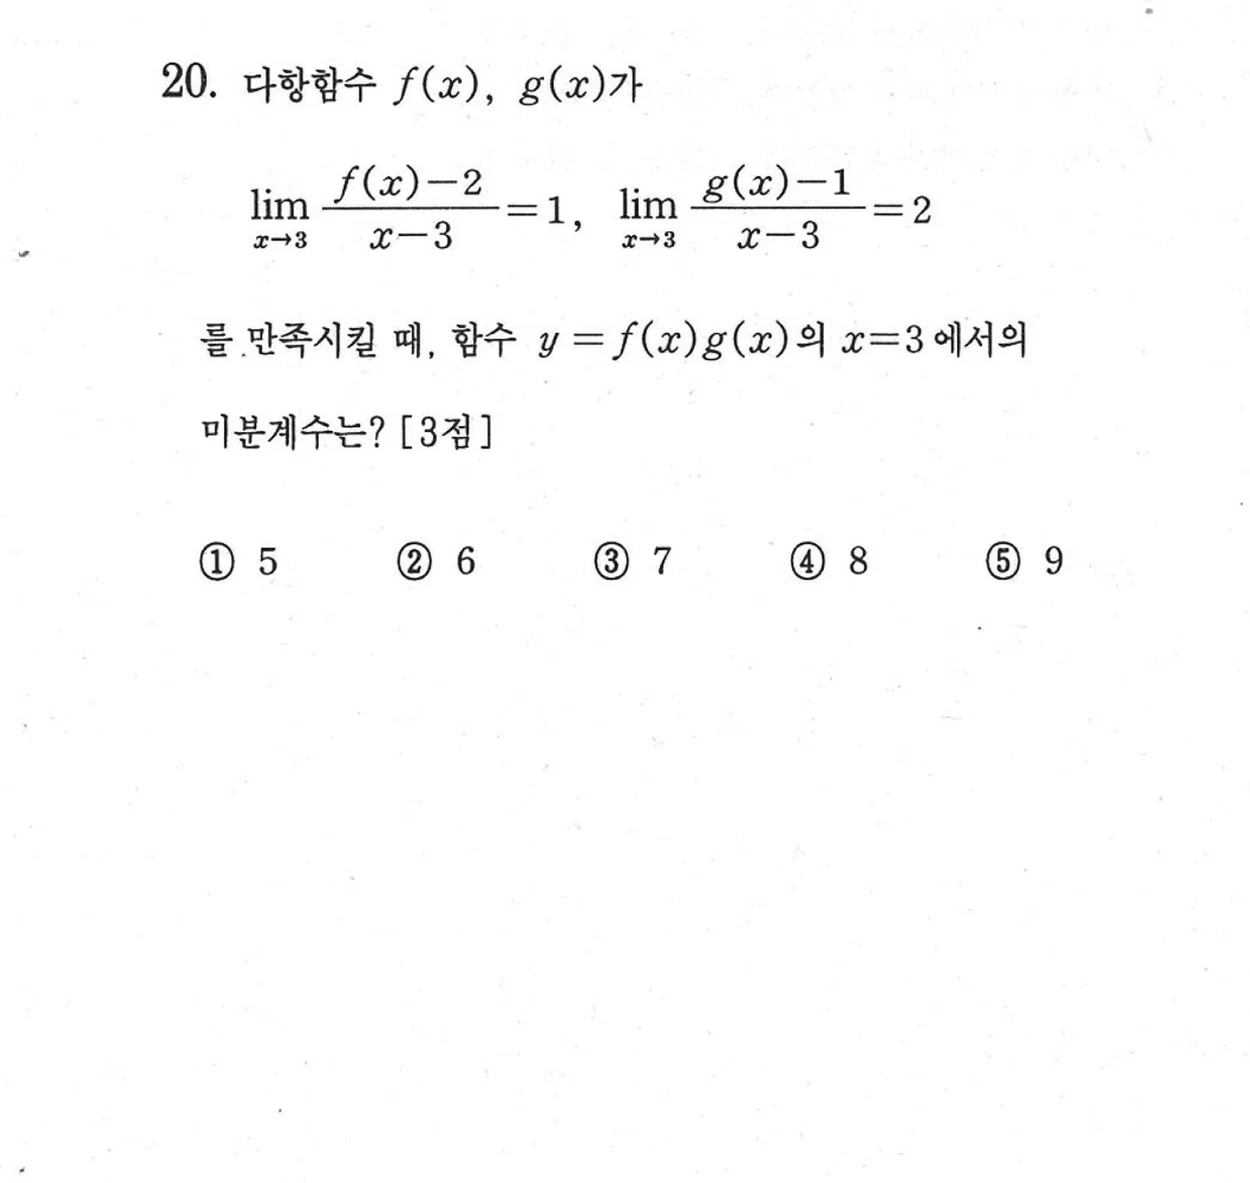 20. 다항함수 f(x), g(x)가
lim_{x→3} \frac{f(x)-2}{x-3} = 1, lim_{x→3} \frac{g(x)-1}{x-3} = 2
를 만족시킬 때, 함수 y=f(x)g(x)의 x=3에서의
미분계수는? [3점]
① 5 ② 6 ③ 7 ④ 8 ⑤ 9